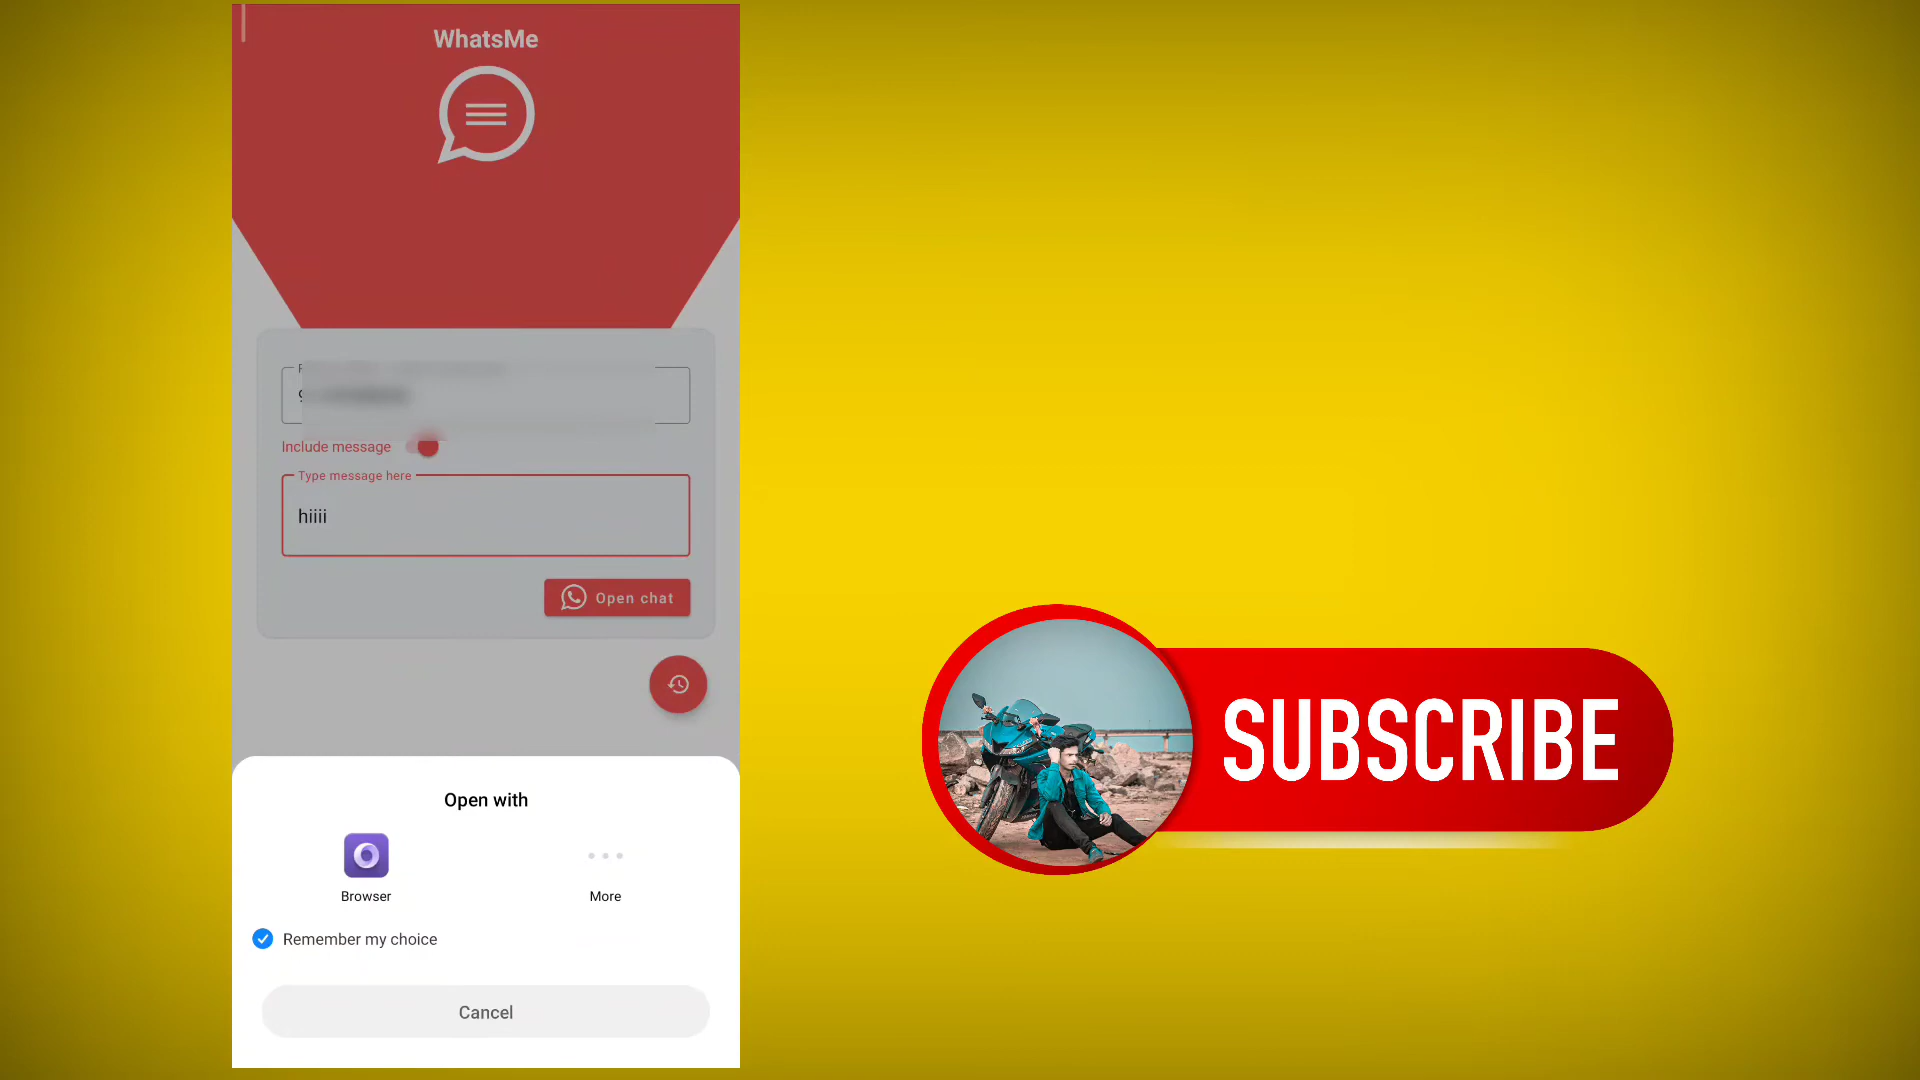 WhatsMe
Include message
Type message here
hiiii
Open chat
Open with
Browser
More
Remember my choice
Cancel
SUBSCRIBE